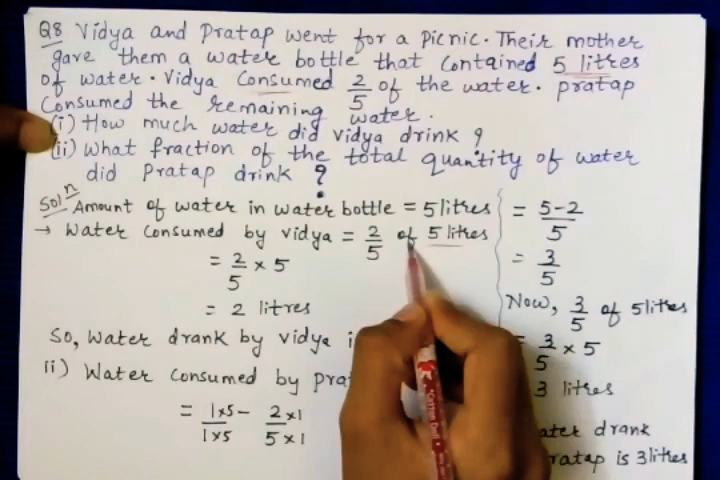 Q8 Vidya and Pratap went for a picnic. Their mother
gave them a water bottle that contained 5 litres
of water. Vidya consumed 2/5 of the water. Pratap
consumed the remaining water.
(i) How much water did vidya drink ?
(ii) What fraction of the total quantity of water
did Pratap drink ?
Solⁿ Amount of water in water bottle = 5 litres
→ Water consumed by vidya = 2/5 of 5 litres
= 2/5 × 5
= 2 litres
So, water drank by vidya i
ii) Water consumed by pra
= 1×5/1×5 - 2×1/5×1
= 5-2/5
= 3/5
Now, 3/5 of 5 litres
= 3/5 × 5
3 litres
ater drank
ratap is 3 litres